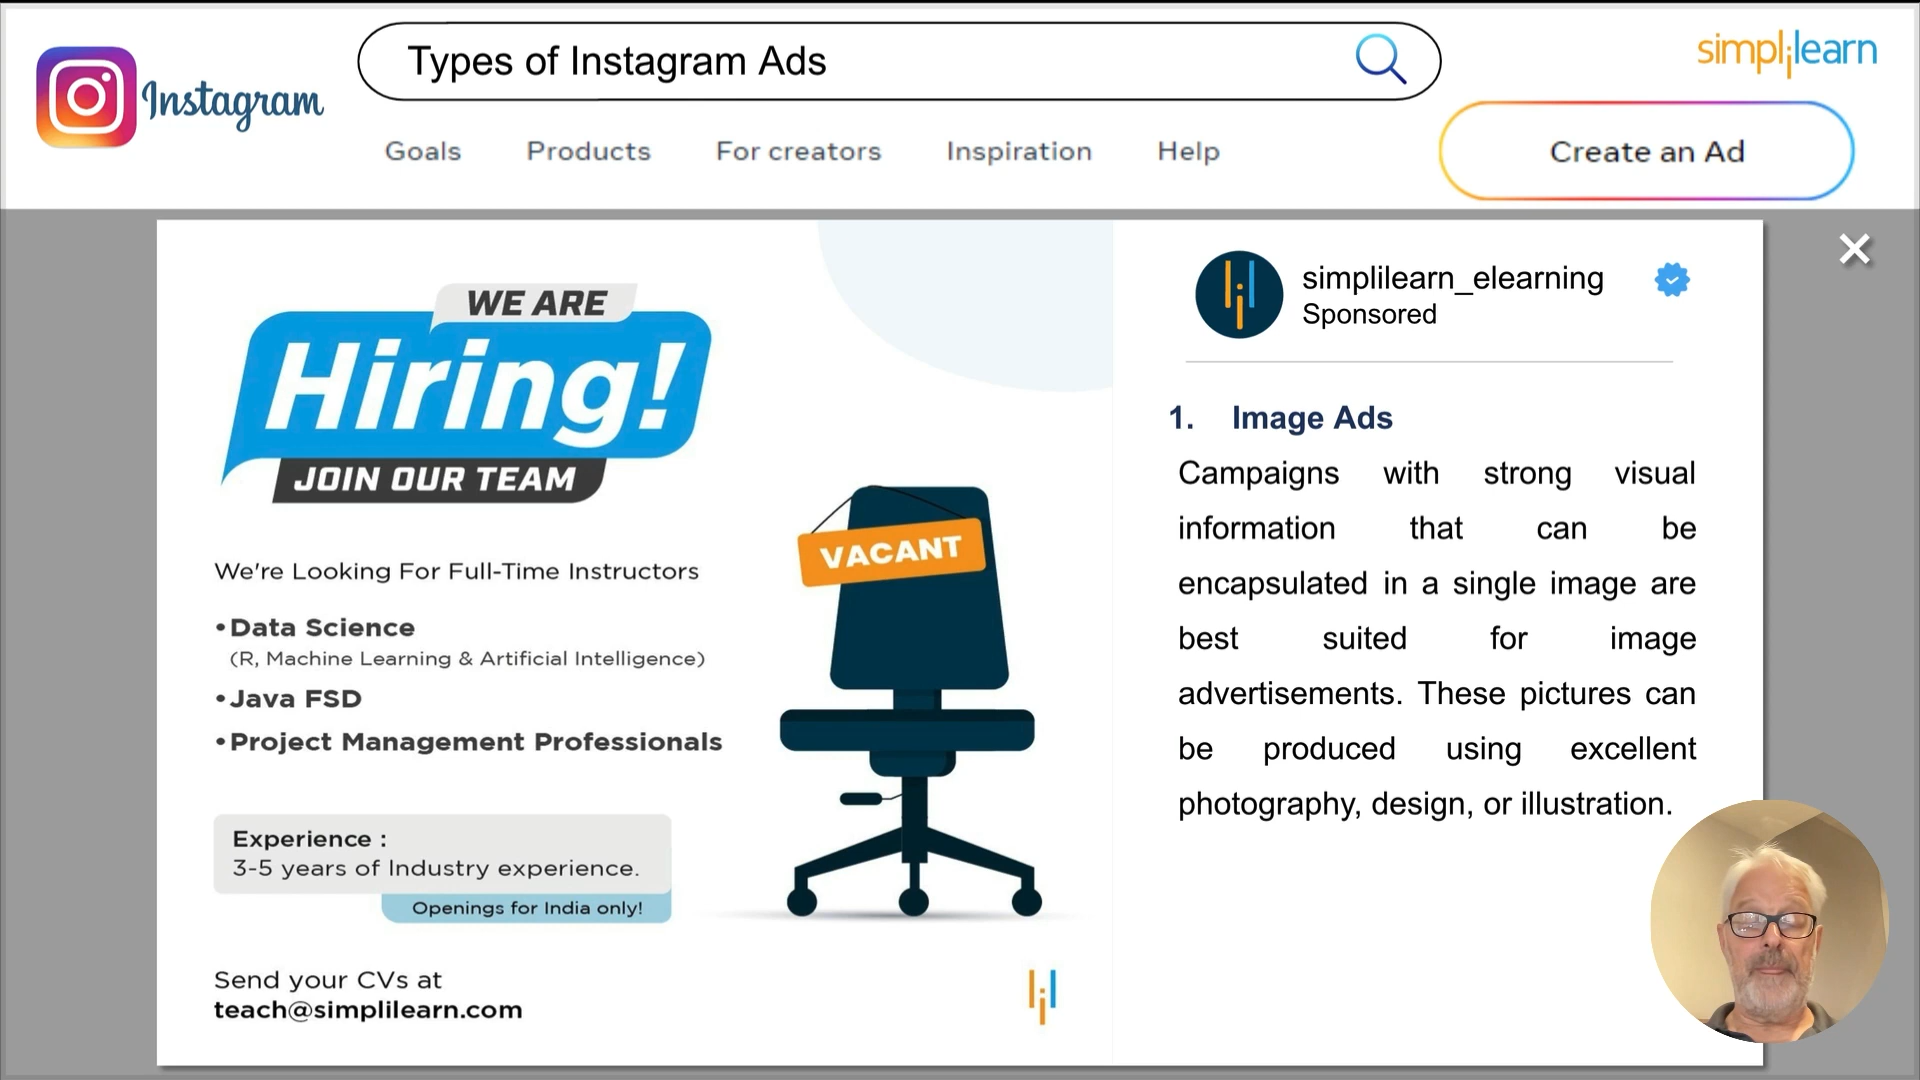 Instagram
Types of Instagram Ads
simplilearn
Goals Products For creators Inspiration Help
Create an Ad
WE ARE
Hiring!
JOIN OUR TEAM
VACANT
We're Looking For Full-Time Instructors
•Data Science
(R, Machine Learning & Artificial Intelligence)
•Java FSD
•Project Management Professionals
Experience :
3-5 years of Industry experience.
Openings for India only!
Send your CVs at
teach@simplilearn.com
simplilearn_elearning
Sponsored
1. Image Ads
Campaigns with strong visual
information that can be
encapsulated in a single image are
best suited for image
advertisements. These pictures can
be produced using excellent
photography, design, or illustration.